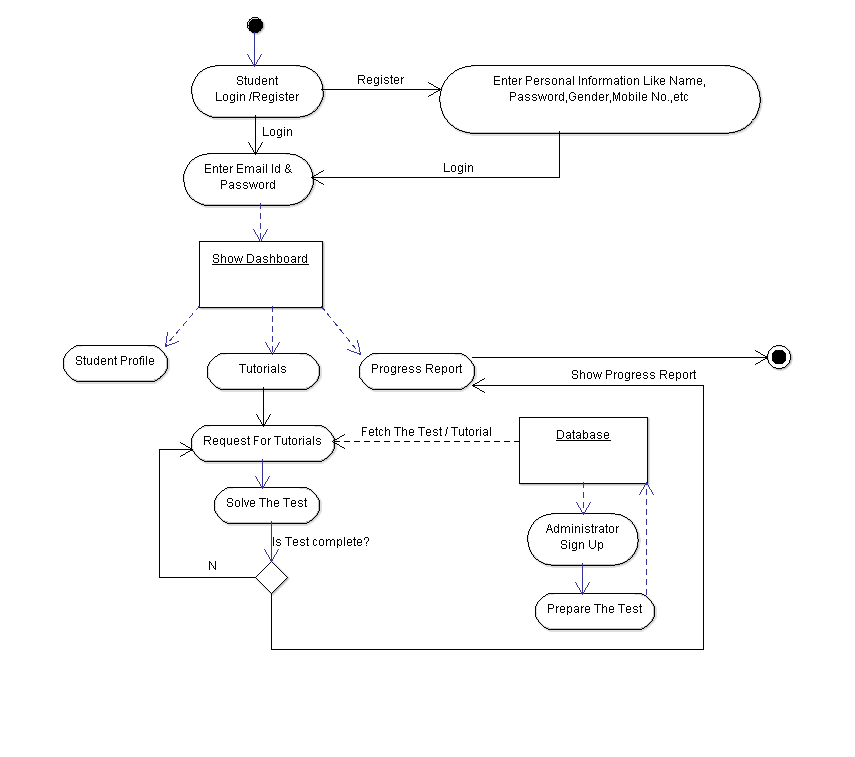 Student
Login /Register
Register
Enter Personal Information Like Name,
Password,Gender,Mobile No.,etc
Login
Enter Email Id &
Password
Login
Show Dashboard
Student Profile
Tutorials
Progress Report
Show Progress Report
Request For Tutorials
Fetch The Test / Tutorial
Database
Solve The Test
Is Test complete?
Administrator
Sign Up
N
Prepare The Test